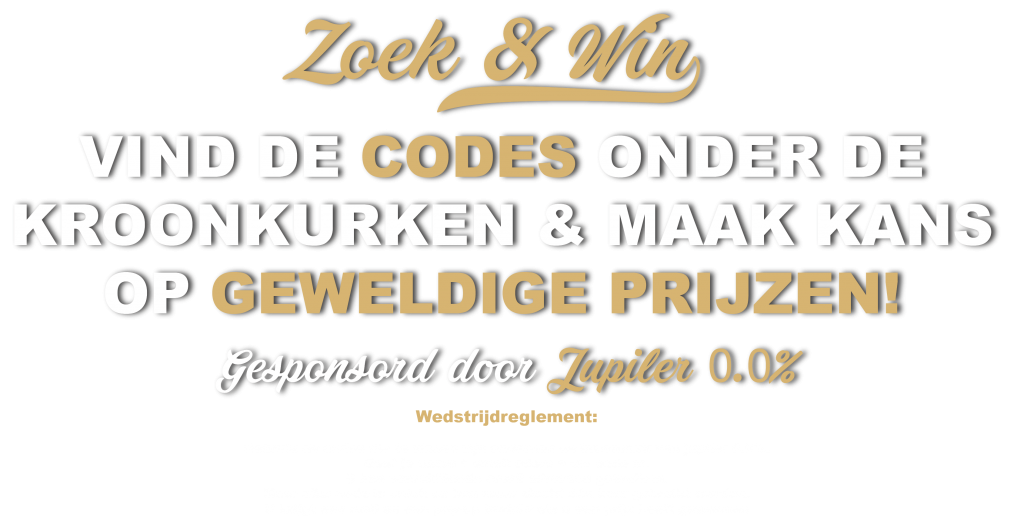 Zoek & Win
VIND DE CODES ONDER DE
KROONKURKEN & MAAK KANS
OP GEWELDIGE PRIJZEN!
Gesponsord door Jupiler 0.0%
Wedstrijdreglement: